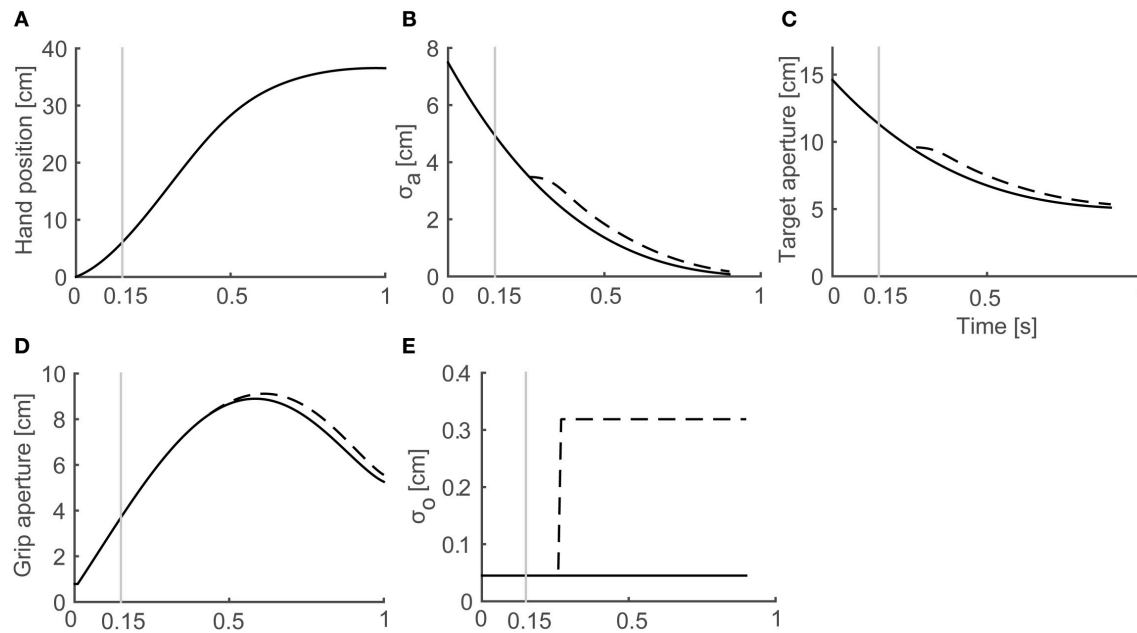 A
B
C
40
30
20
10
0
Hand position [cm]
0 0.15 0.5 1
8
6
4
2
0
σa [cm]
0 0.15 0.5 1
15
10
5
0
Target aperture [cm]
0 0.15 0.5
Time [s]
D
E
10
8
6
4
2
0
Grip aperture [cm]
0 0.15 0.5 1
0.4
0.3
0.2
0.1
0
σo [cm]
0 0.15 0.5 1